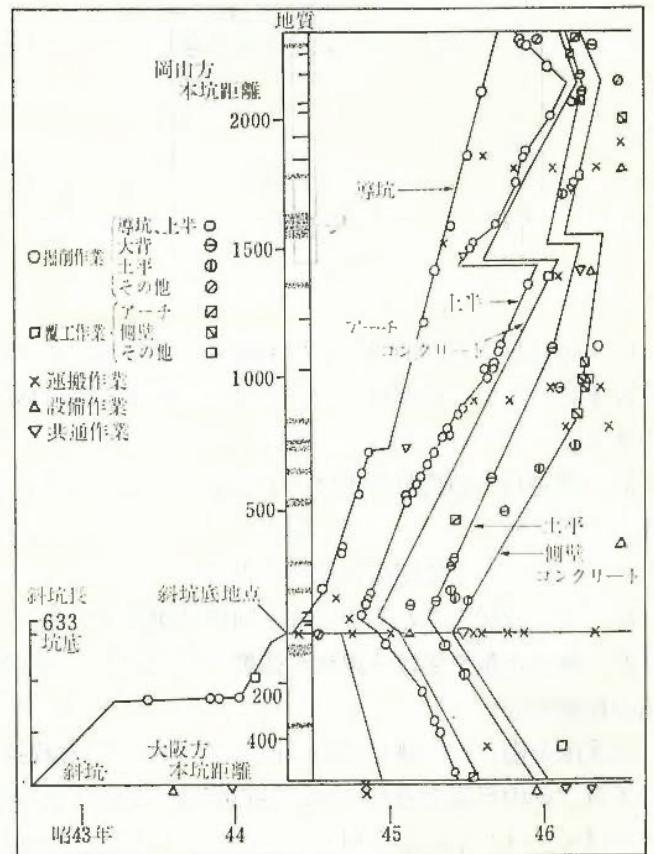 地質
岡山方
本坑距離
2000
導坑
導坑、上半
大背
○掘削作業
土平
その他
1500
アーチ
□覆工作業
側壁
その他
上半
アーチ
コンクリート
×運搬作業
1000
△設備作業
▽共通作業
500
土平
側壁
コンクリート
斜坑長
斜坑底地点
633
坑底
200
大阪方
400
斜坑
本坑距離
昭43年
44
45
46